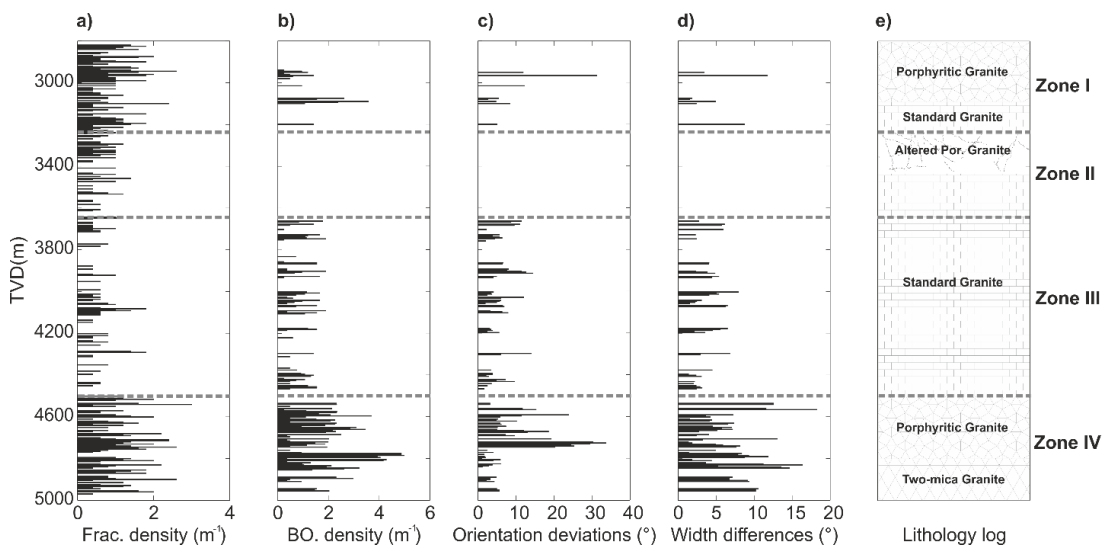 a)
b)
c)
d)
e)
TVD(m)
3000
3400
3800
4200
4600
5000
0 2 4
0 2 4 6
0 10 20 30 40
0 5 10 15 20
Frac. density (m⁻¹)
BO. density (m⁻¹)
Orientation deviations (°)
Width differences (°)
Lithology log
Porphyritic Granite
Standard Granite
Altered Por. Granite
Standard Granite
Porphyritic Granite
Two-mica Granite
Zone I
Zone II
Zone III
Zone IV